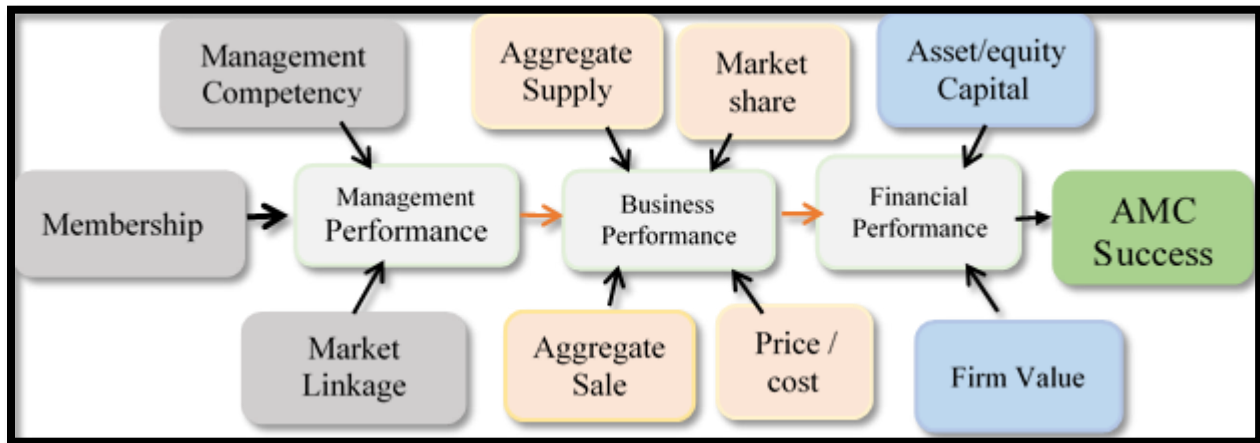 Management
Competency
Aggregate
Supply
Market
share
Asset/equity
Capital
Membership
Management
Performance
Business
Performance
Financial
Performance
AMC
Success
Market
Linkage
Aggregate
Sale
Price /
cost
Firm Value